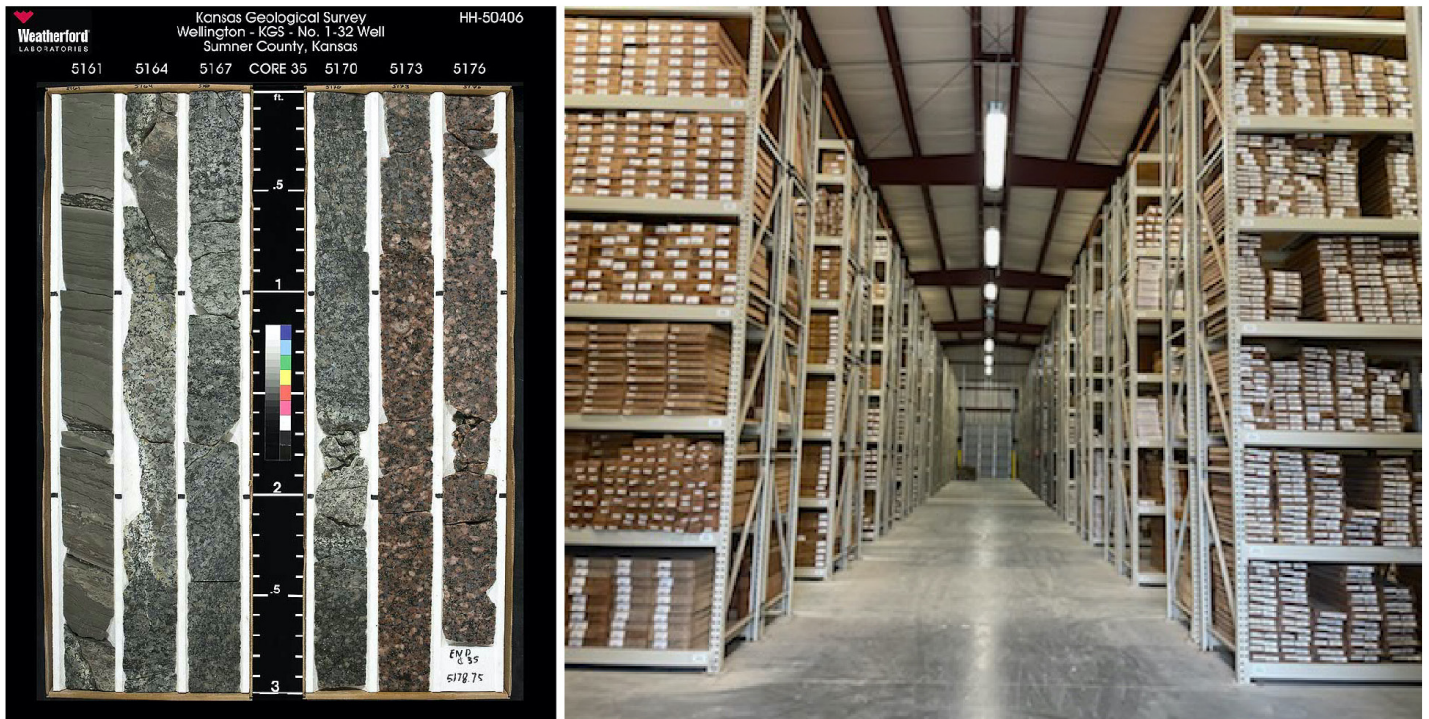 Weatherford
LABORATORIES
Kansas Geological Survey
Wellington - KGS - No. 1-32 Well
Sumner County, Kansas
HH-50406
5161 5164 5167 CORE 35 5170 5173 5176
ft.
.5
1
2
.5
3
END
C 35
5178.75